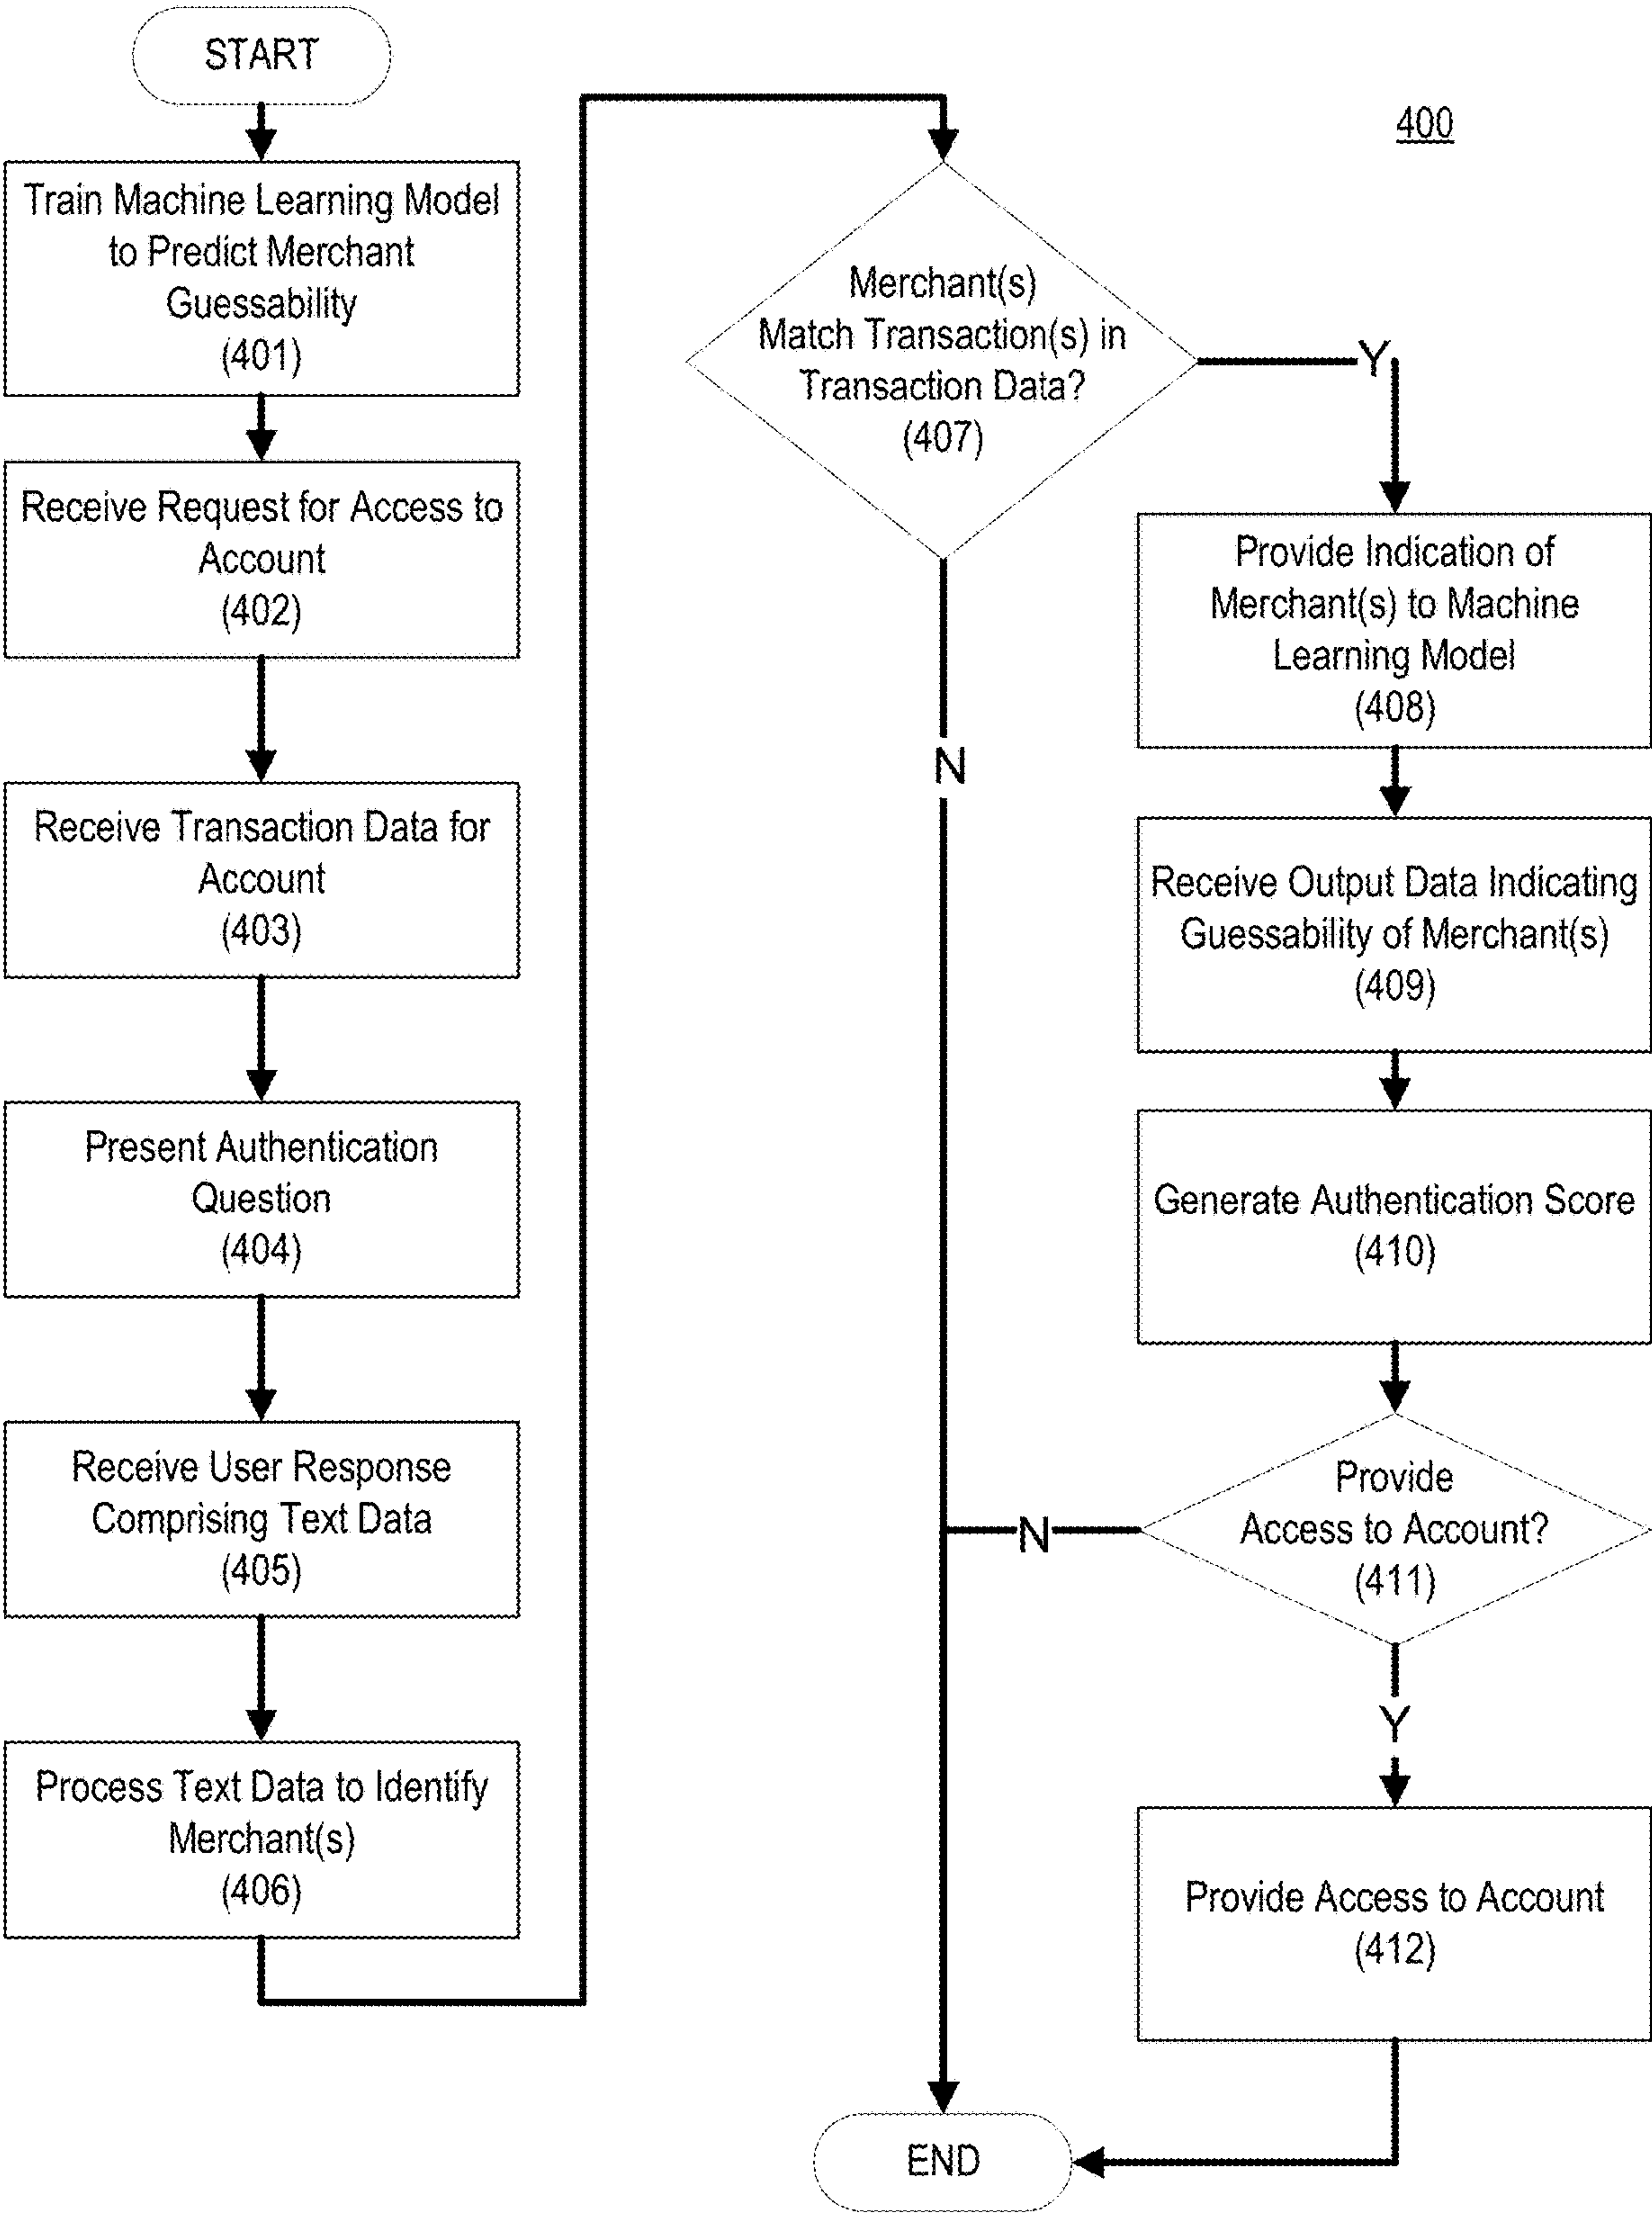 START
Train Machine Learning Model
to Predict Merchant
Guessability
(401)
Receive Request for Access to
Account
(402)
Receive Transaction Data for
Account
(403)
Present Authentication
Question
(404)
Receive User Response
Comprising Text Data
(405)
Process Text Data to Identify
Merchant(s)
(406)
400
Merchant(s)
Match Transaction(s) in
Transaction Data?
(407)
Y
N
Provide Indication of
Merchant(s) to Machine
Learning Model
(408)
Receive Output Data Indicating
Guessability of Merchant(s)
(409)
Generate Authentication Score
(410)
Provide
Access to Account?
(411)
N
Y
Provide Access to Account
(412)
END